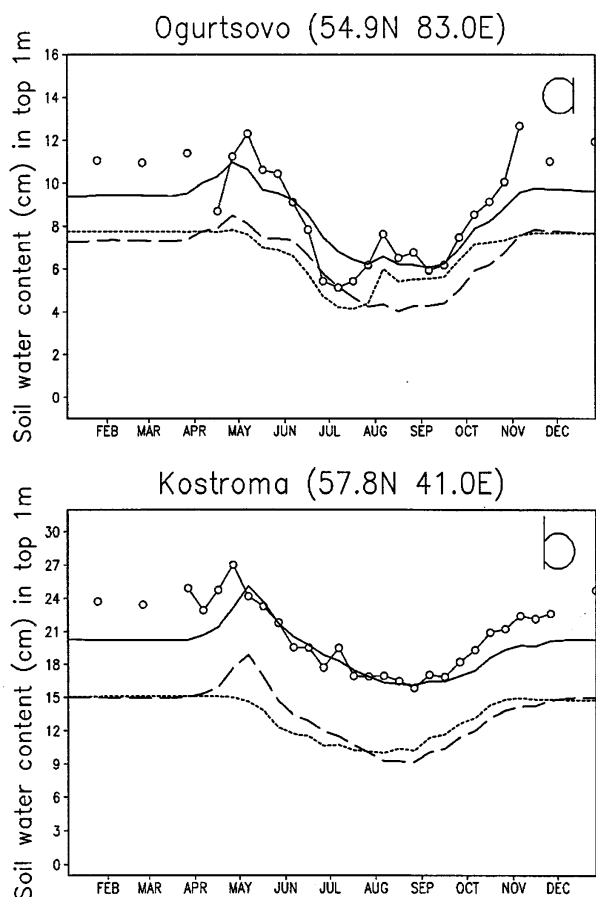 Ogurtsovo (54.9N 83.0E)
a
Soil water content (cm) in top 1m
16
14
12
10
8
6
4
2
0
FEB MAR APR MAY JUN JUL AUG SEP OCT NOV DEC
Kostroma (57.8N 41.0E)
b
Soil water content (cm) in top 1m
30
27
24
21
18
15
12
9
6
3
0
FEB MAR APR MAY JUN JUL AUG SEP OCT NOV DEC